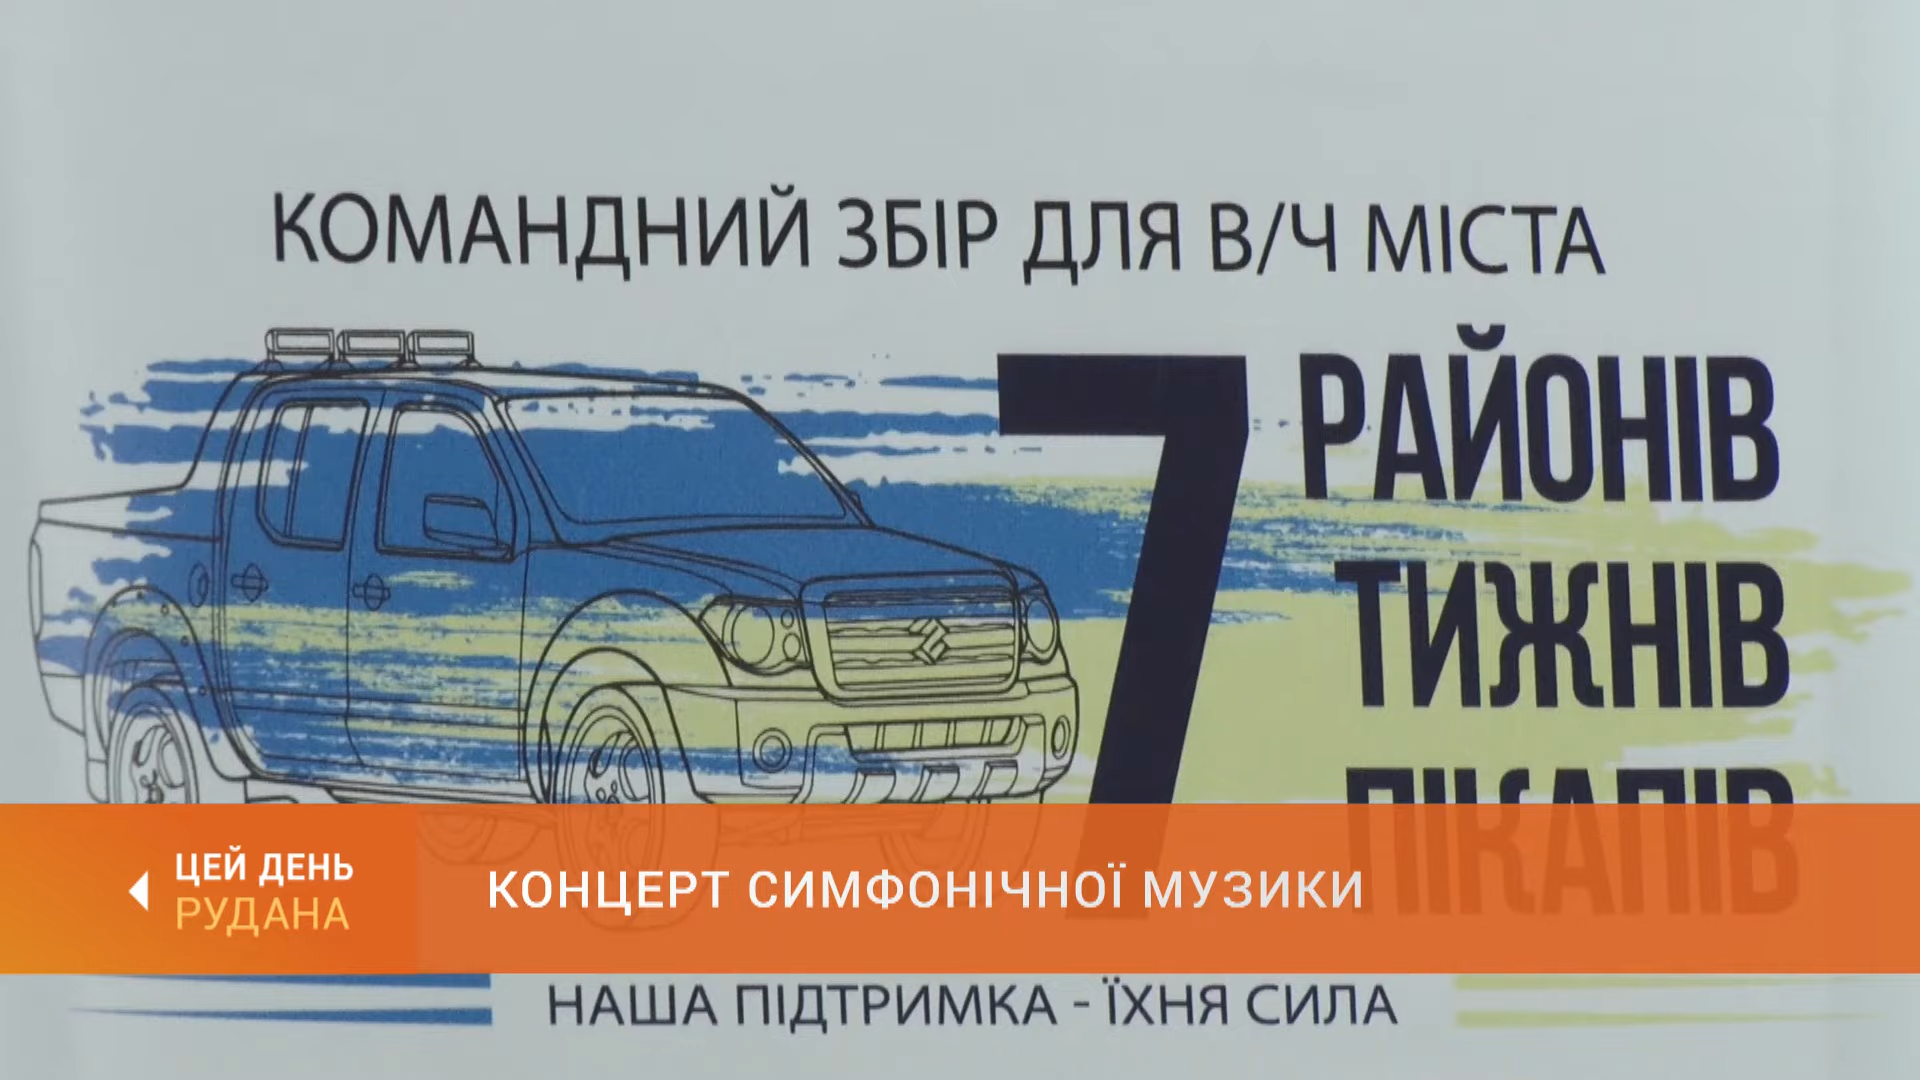 КОМАНДНИЙ ЗБІР ДЛЯ В/Ч МІСТА
7 РАЙОНІВ
ТИЖНІВ
ПІКАПІВ
ЦЕЙ ДЕНЬ
РУДАНА
КОНЦЕРТ СИМФОНІЧНОЇ МУЗИКИ
НАША ПІДТРИМКА - ЇХНЯ СИЛА